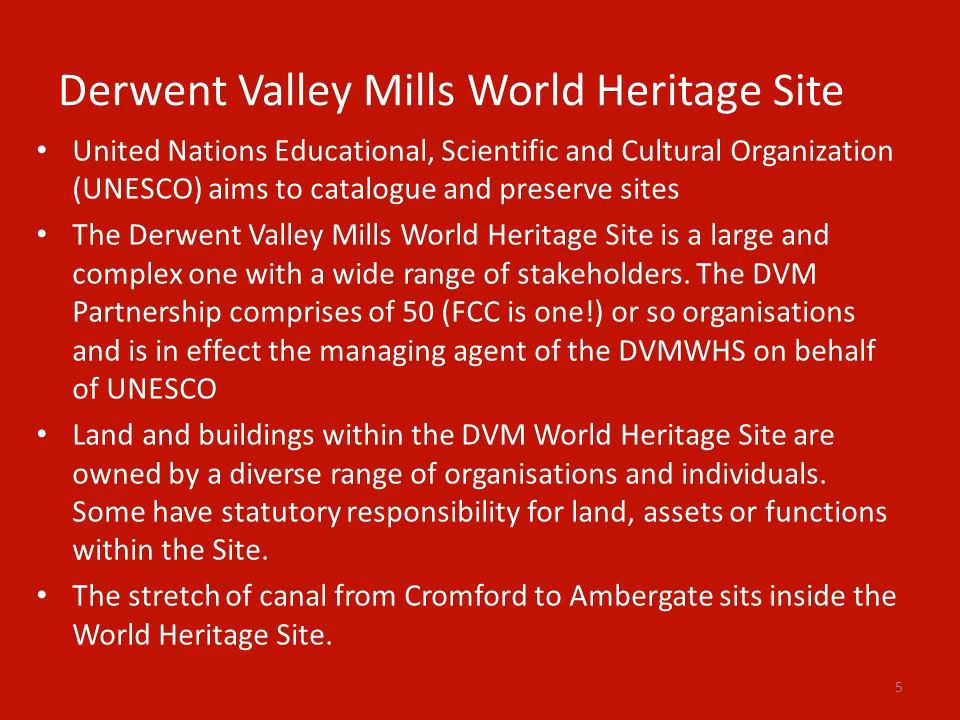 Derwent Valley Mills World Heritage Site
• United Nations Educational, Scientific and Cultural Organization
(UNESCO) aims to catalogue and preserve sites
• The Derwent Valley Mills World Heritage Site is a large and
complex one with a wide range of stakeholders. The DVM
Partnership comprises of 50 (FCC is one!) or so organisations
and is in effect the managing agent of the DVMWHS on behalf
of UNESCO
• Land and buildings within the DVM World Heritage Site are
owned by a diverse range of organisations and individuals.
Some have statutory responsibility for land, assets or functions
within the Site.
• The stretch of canal from Cromford to Ambergate sits inside the
World Heritage Site.
5